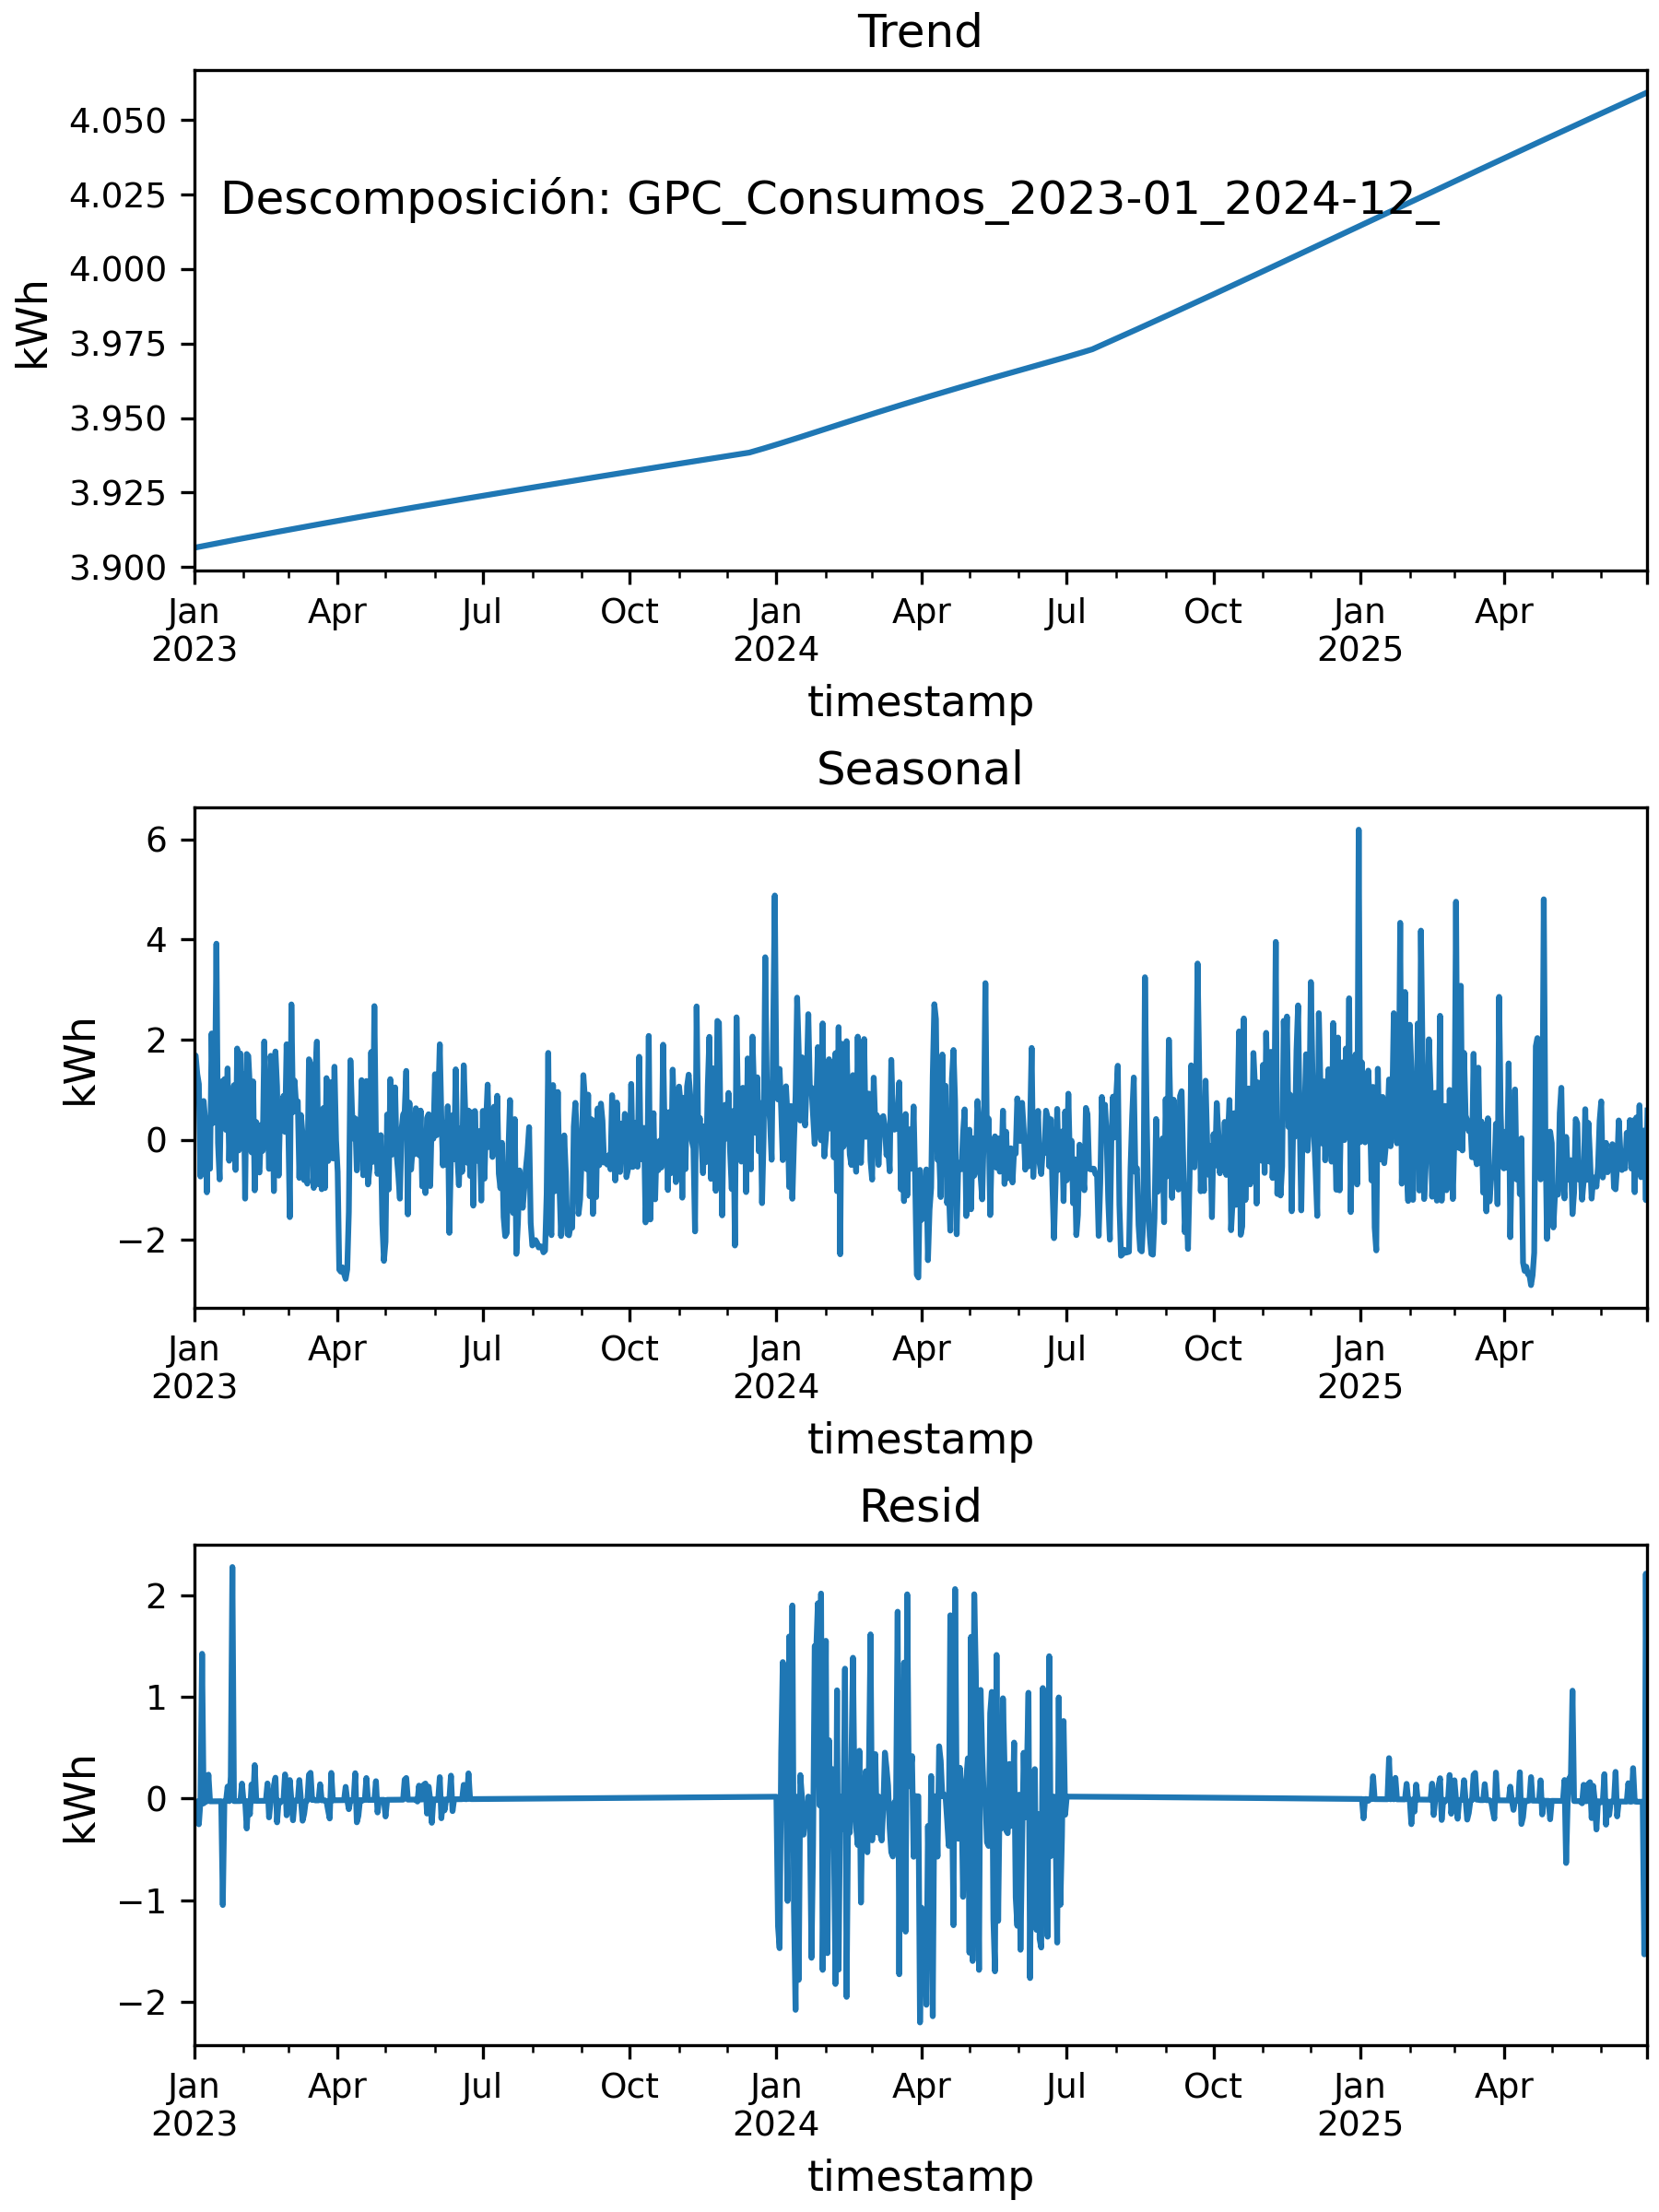 Trend
4.050
4.025
4.000
3.975
3.950
3.925
3.900
kWh
Descomposición: GPC_Consumos_2023-01_2024-12_
Jan Apr Jul Oct Jan Apr Jul Oct Jan Apr
2023 2024 2025
timestamp
Seasonal
6
4
2
0
−2
kWh
Jan Apr Jul Oct Jan Apr Jul Oct Jan Apr
2023 2024 2025
timestamp
Resid
2
1
0
−1
−2
kWh
Jan Apr Jul Oct Jan Apr Jul Oct Jan Apr
2023 2024 2025
timestamp